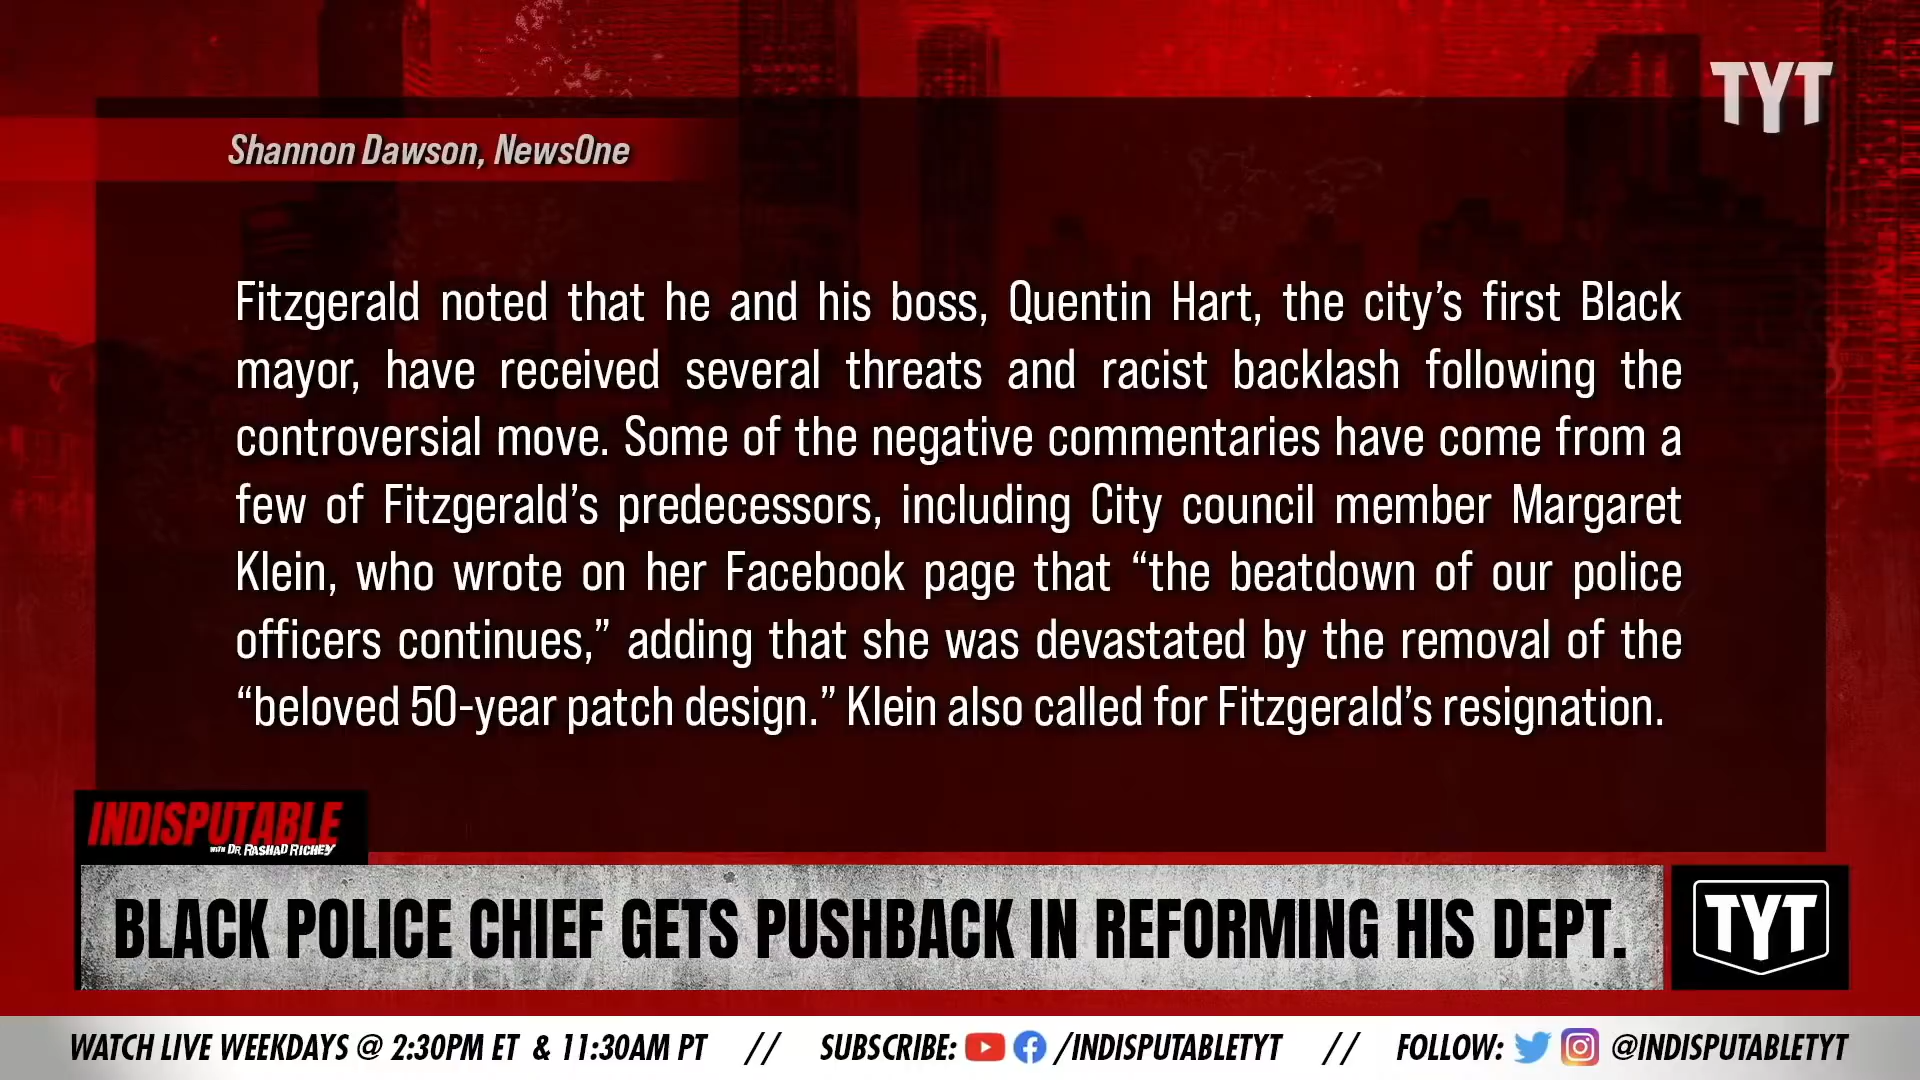 TYT
Shannon Dawson, NewsOne
Fitzgerald noted that he and his boss, Quentin Hart, the city’s first Black
mayor, have received several threats and racist backlash following the
controversial move. Some of the negative commentaries have come from a
few of Fitzgerald’s predecessors, including City council member Margaret
Klein, who wrote on her Facebook page that “the beatdown of our police
officers continues,” adding that she was devastated by the removal of the
“beloved 50-year patch design.” Klein also called for Fitzgerald’s resignation.
INDISPUTABLE
WITH DR RASHAD RICHEY
BLACK POLICE CHIEF GETS PUSHBACK IN REFORMING HIS DEPT.
TYT
WATCH LIVE WEEKDAYS @ 2:30PM ET & 11:30AM PT // SUBSCRIBE: /INDISPUTABLETYT // FOLLOW: @INDISPUTABLETYT